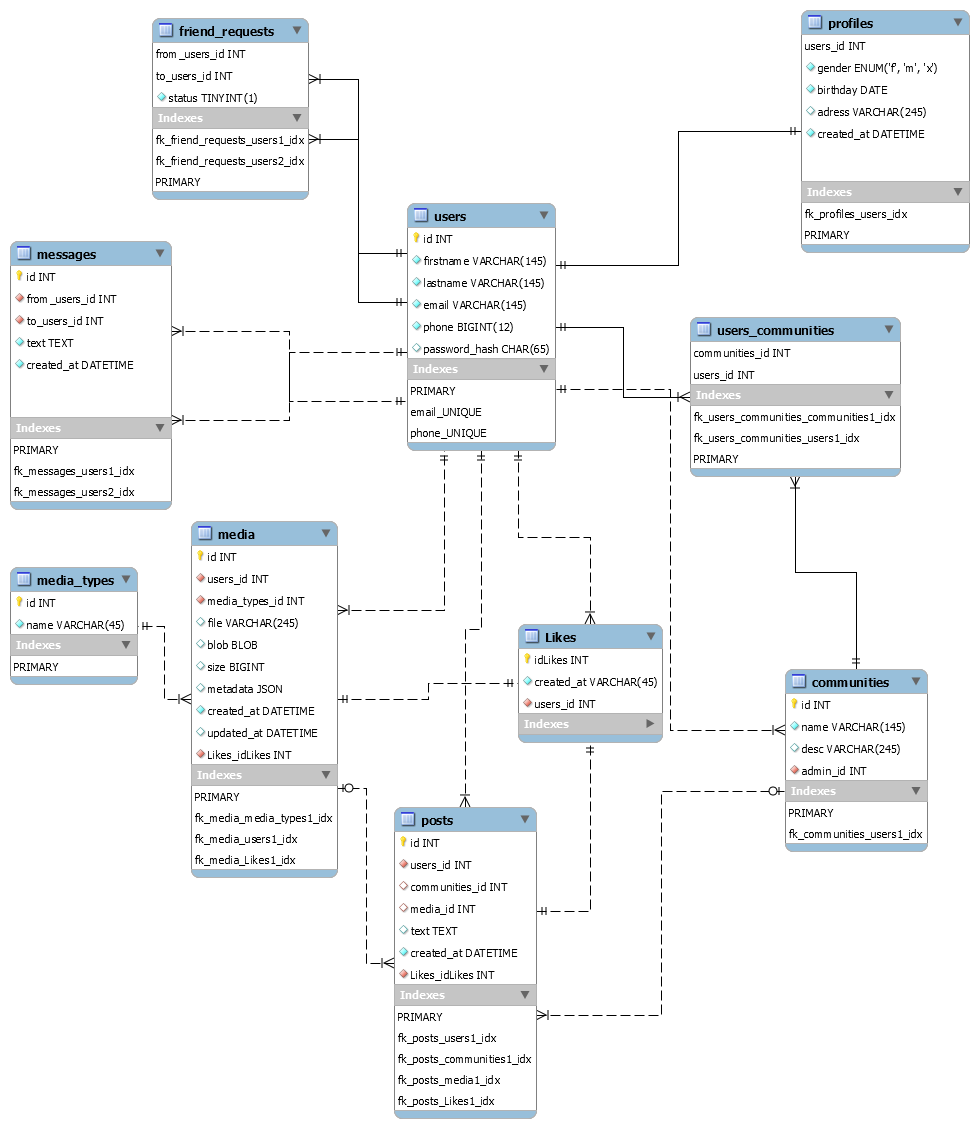 friend_requests
from_users_id INT
to_users_id INT
status TINYINT(1)
Indexes
fk_friend_requests_users1_idx
fk_friend_requests_users2_idx
PRIMARY
profiles
users_id INT
gender ENUM('f', 'm', 'x')
birthday DATE
adress VARCHAR(245)
created_at DATETIME
Indexes
fk_profiles_users_idx
PRIMARY
users
id INT
firstname VARCHAR(145)
lastname VARCHAR(145)
email VARCHAR(145)
phone BIGINT(12)
password_hash CHAR(65)
Indexes
PRIMARY
email_UNIQUE
phone_UNIQUE
messages
id INT
from_users_id INT
to_users_id INT
text TEXT
created_at DATETIME
Indexes
PRIMARY
fk_messages_users1_idx
fk_messages_users2_idx
users_communities
communities_id INT
users_id INT
Indexes
fk_users_communities_communities1_idx
fk_users_communities_users1_idx
PRIMARY
media
id INT
users_id INT
media_types_id INT
file VARCHAR(245)
blob BLOB
size BIGINT
metadata JSON
created_at DATETIME
updated_at DATETIME
Likes_idLikes INT
Indexes
PRIMARY
fk_media_media_types1_idx
fk_media_users1_idx
fk_media_Likes1_idx
media_types
id INT
name VARCHAR(45)
Indexes
PRIMARY
Likes
idLikes INT
created_at VARCHAR(45)
users_id INT
Indexes
communities
id INT
name VARCHAR(145)
desc VARCHAR(245)
admin_id INT
Indexes
PRIMARY
fk_communities_users1_idx
posts
id INT
users_id INT
communities_id INT
media_id INT
text TEXT
created_at DATETIME
Likes_idLikes INT
Indexes
PRIMARY
fk_posts_users1_idx
fk_posts_communities1_idx
fk_posts_media1_idx
fk_posts_Likes1_idx